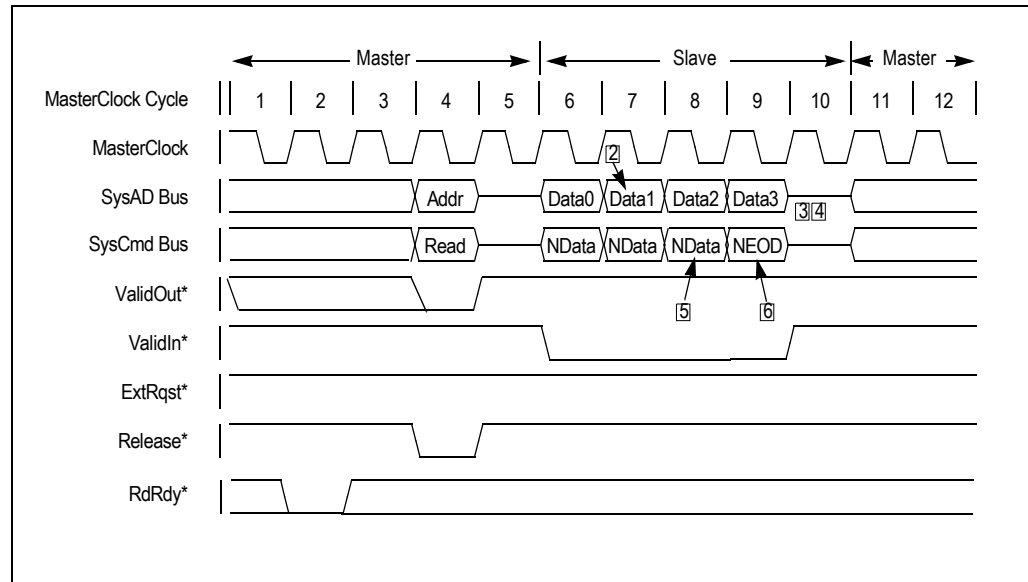 Master Slave Master
MasterClock Cycle 1 2 3 4 5 6 7 8 9 10 11 12
MasterClock
2
SysAD Bus Addr Data0 Data1 Data2 Data3
3 4
SysCmd Bus Read NData NData NData NEOD
ValidOut*
5 6
ValidIn*
ExtRqst*
Release*
RdRdy*